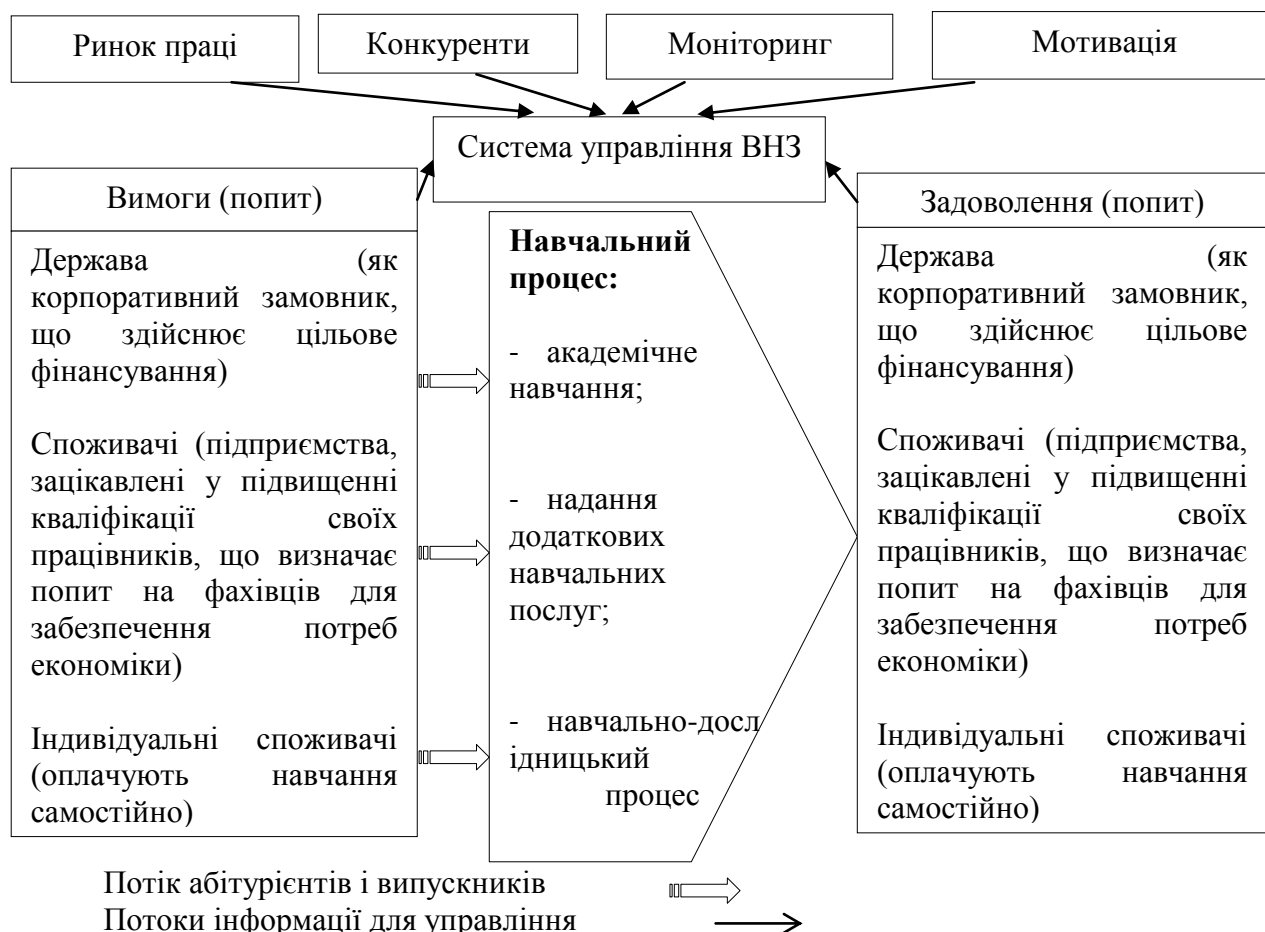 Ринок праці
Конкуренти
Моніторинг
Мотивація
Система управління ВНЗ
Вимоги (попит)
Держава (як
корпоративний замовник,
що здійснює цільове
фінансування)
Споживачі (підприємства,
зацікавлені у підвищенні
кваліфікації своїх
працівників, що визначає
попит на фахівців для
забезпечення потреб
економіки)
Індивідуальні споживачі
(оплачують навчання
самостійно)
Навчальний
процес:
- академічне
навчання;
- надання
додаткових
навчальних
послуг;
- навчально-досл
ідницький
процес
Задоволення (попит)
Держава (як
корпоративний замовник,
що здійснює цільове
фінансування)
Споживачі (підприємства,
зацікавлені у підвищенні
кваліфікації своїх
працівників, що визначає
попит на фахівців для
забезпечення потреб
економіки)
Індивідуальні споживачі
(оплачують навчання
самостійно)
Потік абітурієнтів і випускників
Потоки інформації для управління